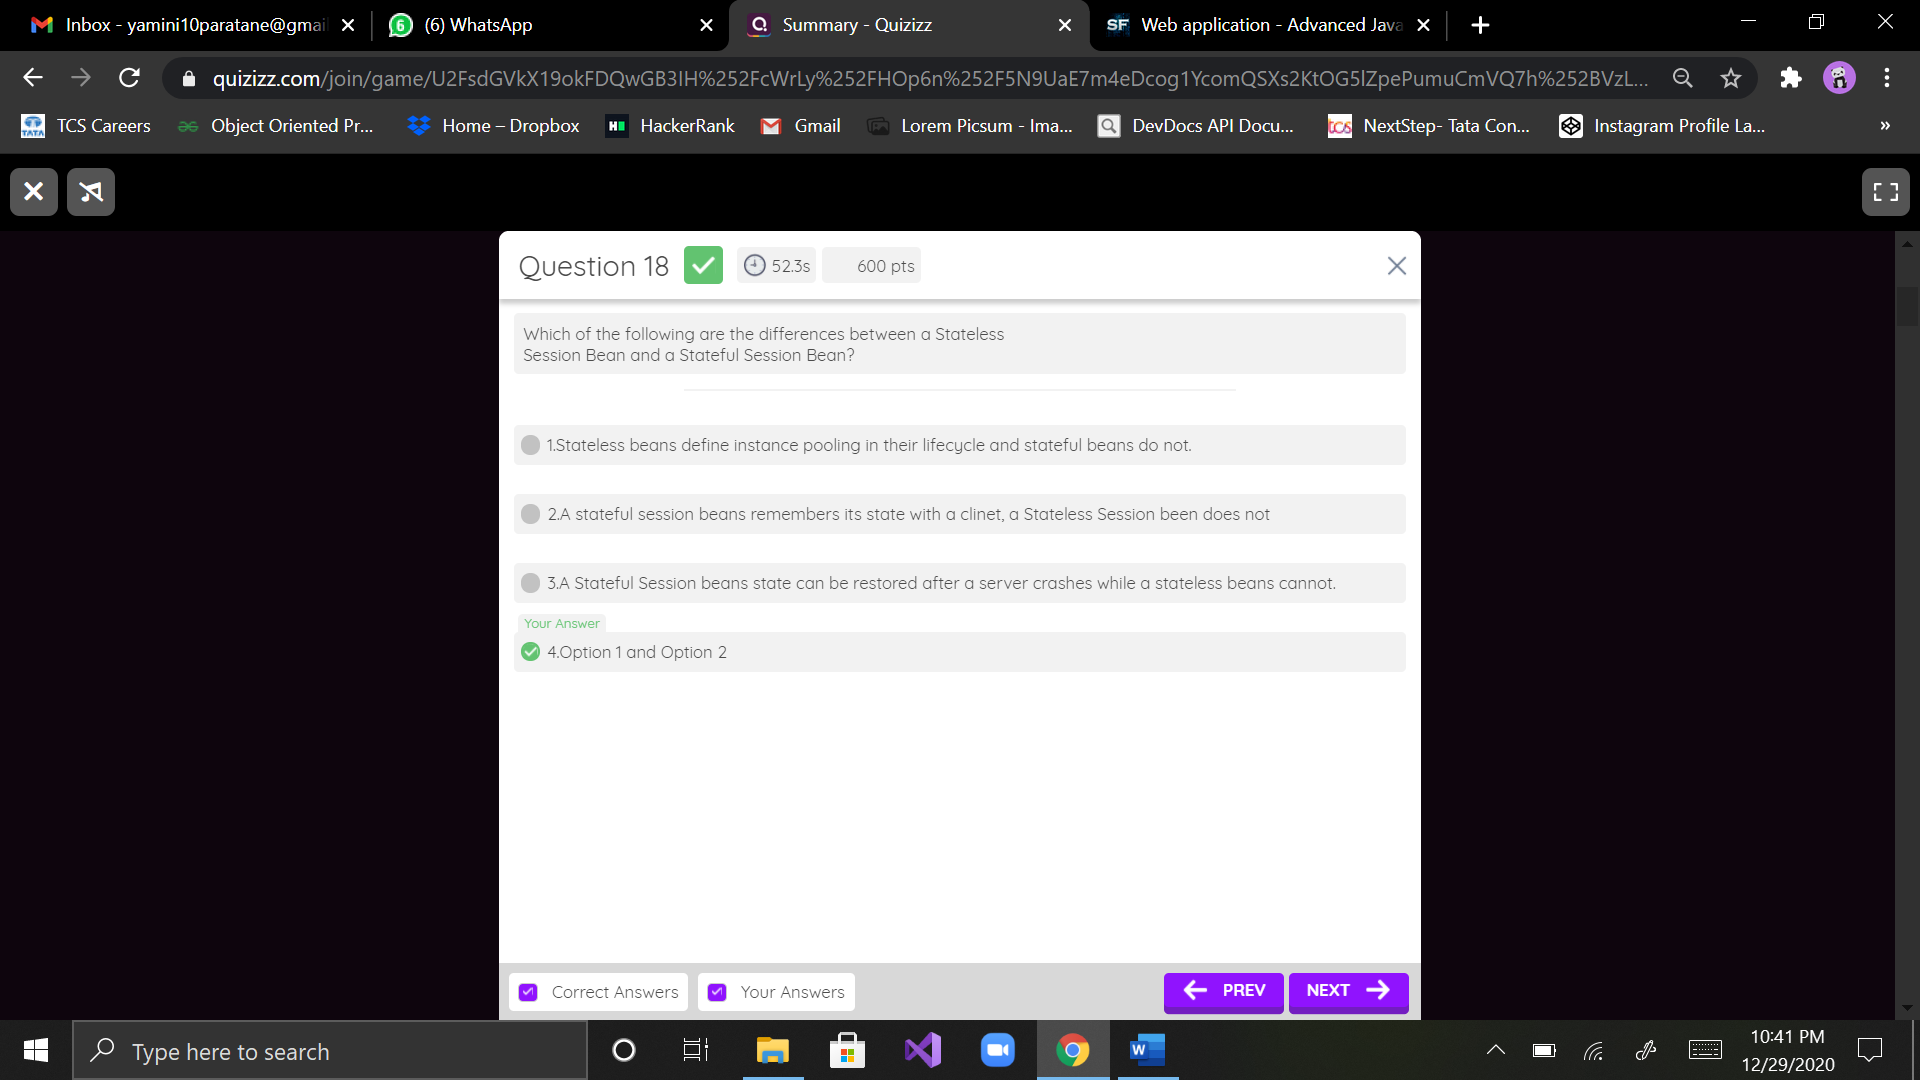 Inbox - yamini10paratane@gmai
(6) WhatsApp
Summary - Quizizz
SF Web application - Advanced Java
quizizz.com/join/game/U2FsdGVkX19okFDQwGB3IH%252FcWrLy%252FHOp6n%252F5N9UaE7m4eDcog1YcomQSXs2KtOG5lZpePumuCmVQ7h%252BVzL...
TCS Careers
Object Oriented Pr...
Home – Dropbox
HackerRank
Gmail
Lorem Picsum - Ima...
DevDocs API Docu...
NextStep- Tata Con...
Instagram Profile La...
»
Question 18
52.3s
600 pts
Which of the following are the differences between a Stateless
Session Bean and a Stateful Session Bean?
1.Stateless beans define instance pooling in their lifecycle and stateful beans do not.
2.A stateful session beans remembers its state with a clinet, a Stateless Session been does not
3.A Stateful Session beans state can be restored after a server crashes while a stateless beans cannot.
Your Answer
4.Option 1 and Option 2
Correct Answers
Your Answers
PREV
NEXT
Type here to search
10:41 PM
12/29/2020